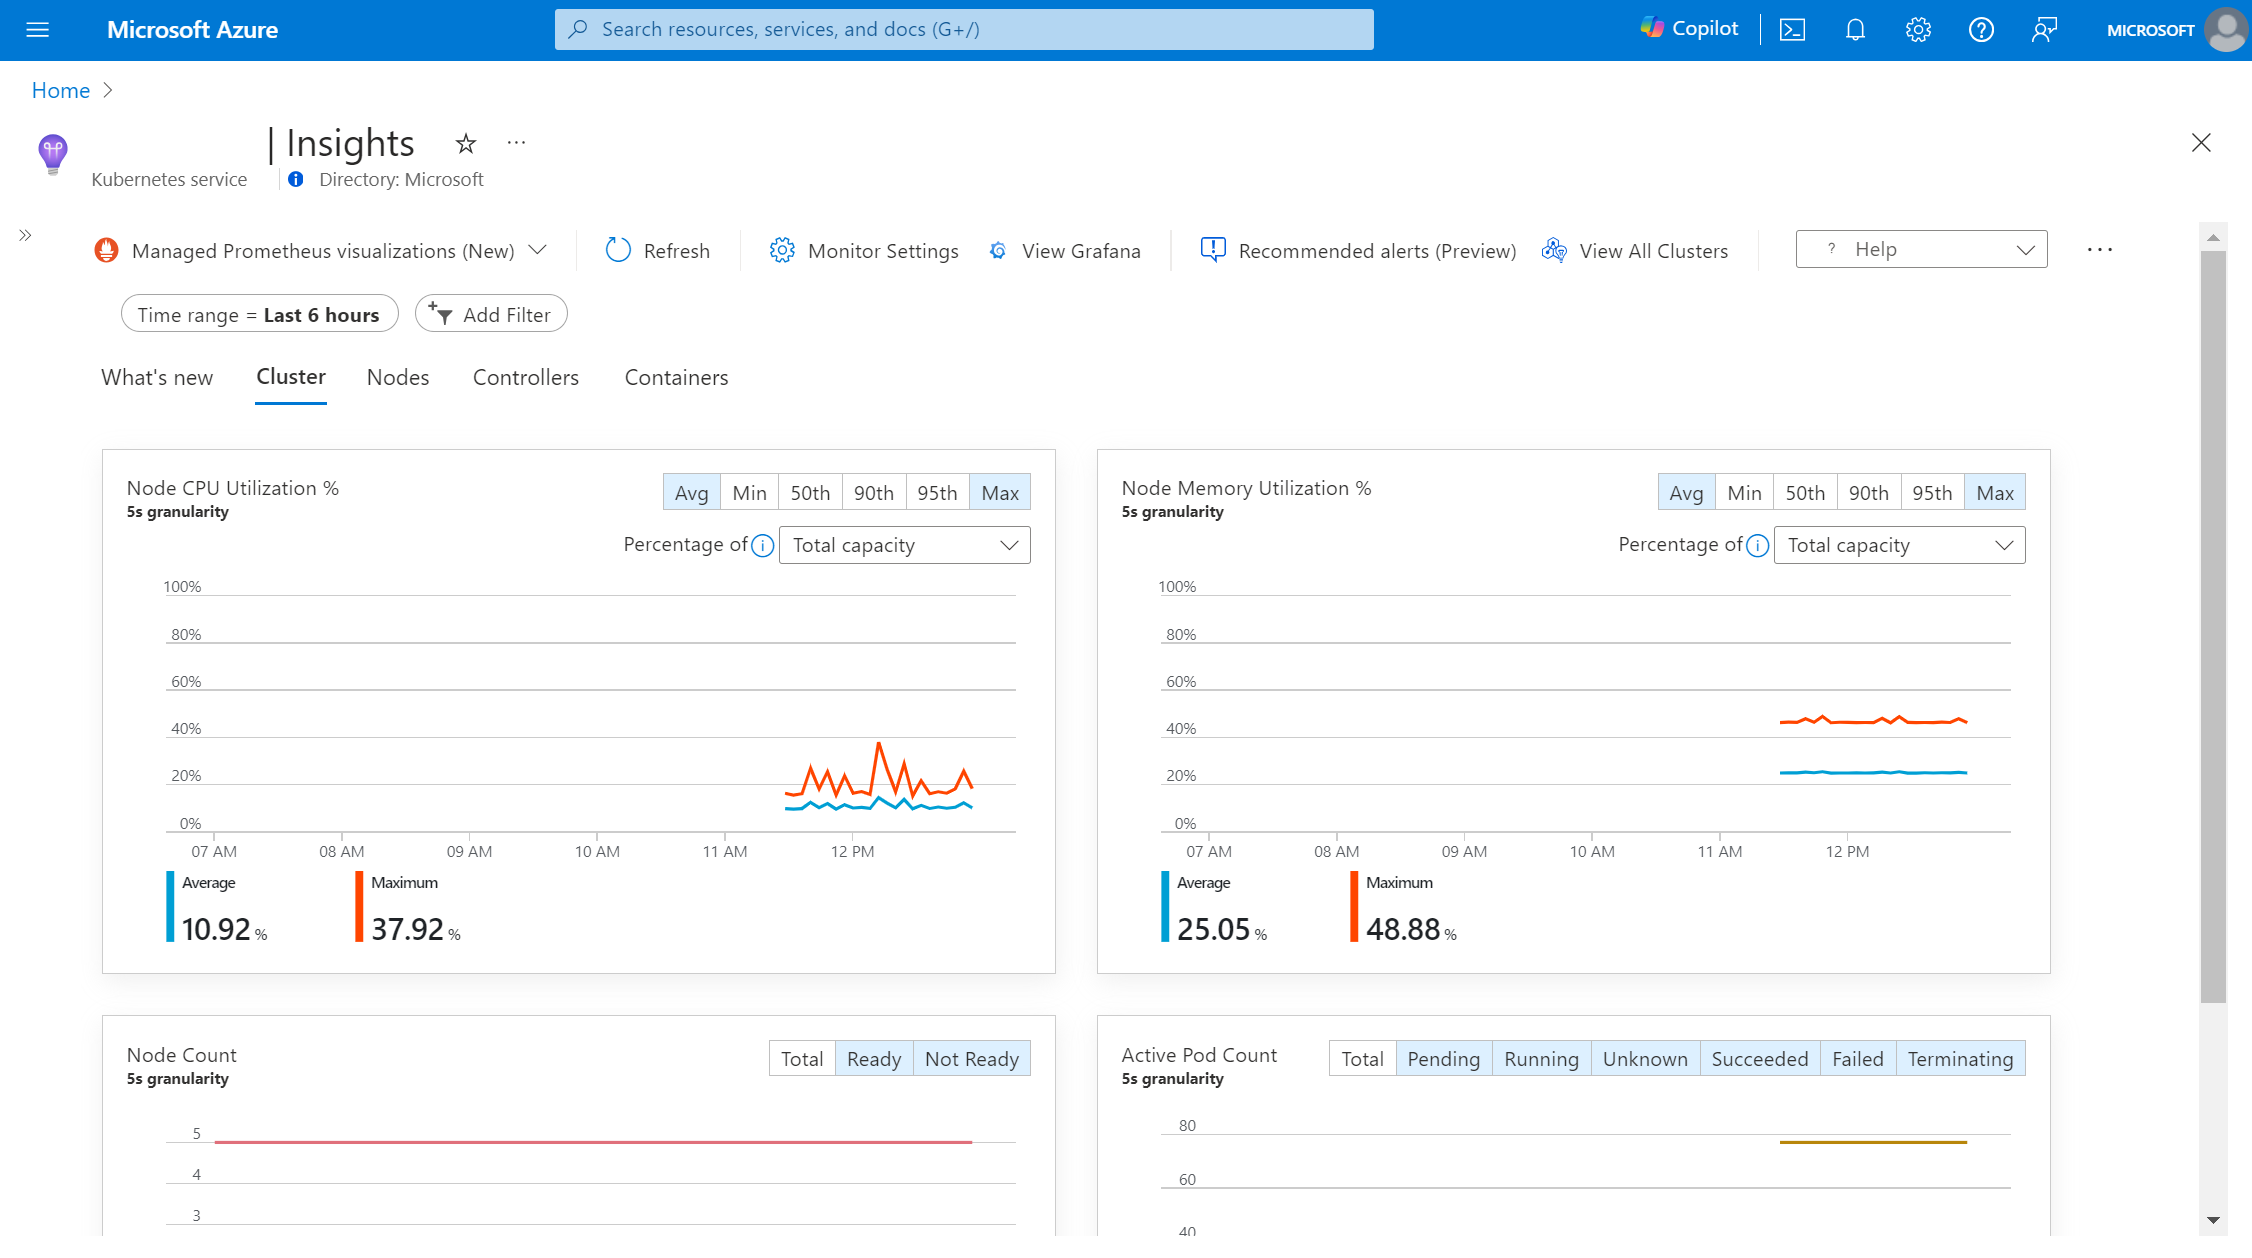 Microsoft Azure
Search resources, services, and docs (G+/)
Copilot
MICROSOFT
Home
| Insights
Kubernetes service
Directory: Microsoft
Managed Prometheus visualizations (New)
Refresh
Monitor Settings
View Grafana
Recommended alerts (Preview)
View All Clusters
? Help
Time range = Last 6 hours
Add Filter
What's new
Cluster
Nodes
Controllers
Containers
Node CPU Utilization %
5s granularity
Avg Min 50th 90th 95th Max
Percentage of Total capacity
100%
80%
60%
40%
20%
0%
07 AM 08 AM 09 AM 10 AM 11 AM 12 PM
Average
10.92 %
Maximum
37.92 %
Node Memory Utilization %
5s granularity
Avg Min 50th 90th 95th Max
Percentage of Total capacity
100%
80%
60%
40%
20%
0%
07 AM 08 AM 09 AM 10 AM 11 AM 12 PM
Average
25.05 %
Maximum
48.88 %
Node Count
5s granularity
Total Ready Not Ready
5
4
3
Active Pod Count
5s granularity
Total Pending Running Unknown Succeeded Failed Terminating
80
60
40